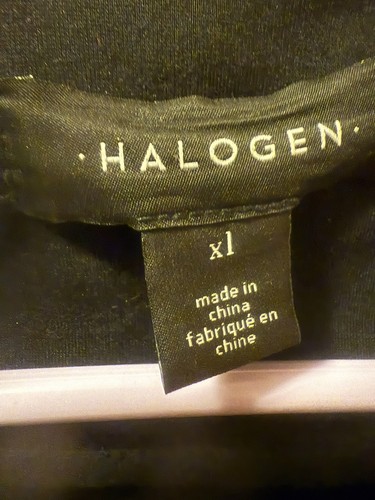 ·HALOGEN·
xl
made in
china
fabriqué en
chine